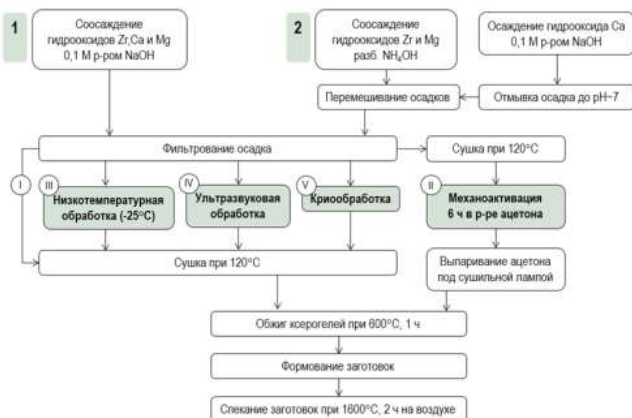 1
Соосаждение
гидрооксидов Zr,Ca и Mg
0,1 М р-ром NaOH
2
Соосаждение
гидрооксидов Zr и Mg
разб. NH₄OH
Осаждение гидрооксида Ca
0,1 М р-ром NaOH
Перемешивание осадков
Отмывка осадка до pH~7
Фильтрование осадка
Сушка при 120°С
I
III
Низкотемпературная
обработка (-25°С)
IV
Ультразвуковая
обработка
V
Криообработка
II
Механоактивация
6 ч в р-ре ацетона
Сушка при 120°С
Выпаривание ацетона
под сушильной лампой
Обжиг ксерогелей при 600°С, 1 ч
Формование заготовок
Спекание заготовок при 1600°С, 2 ч на воздухе